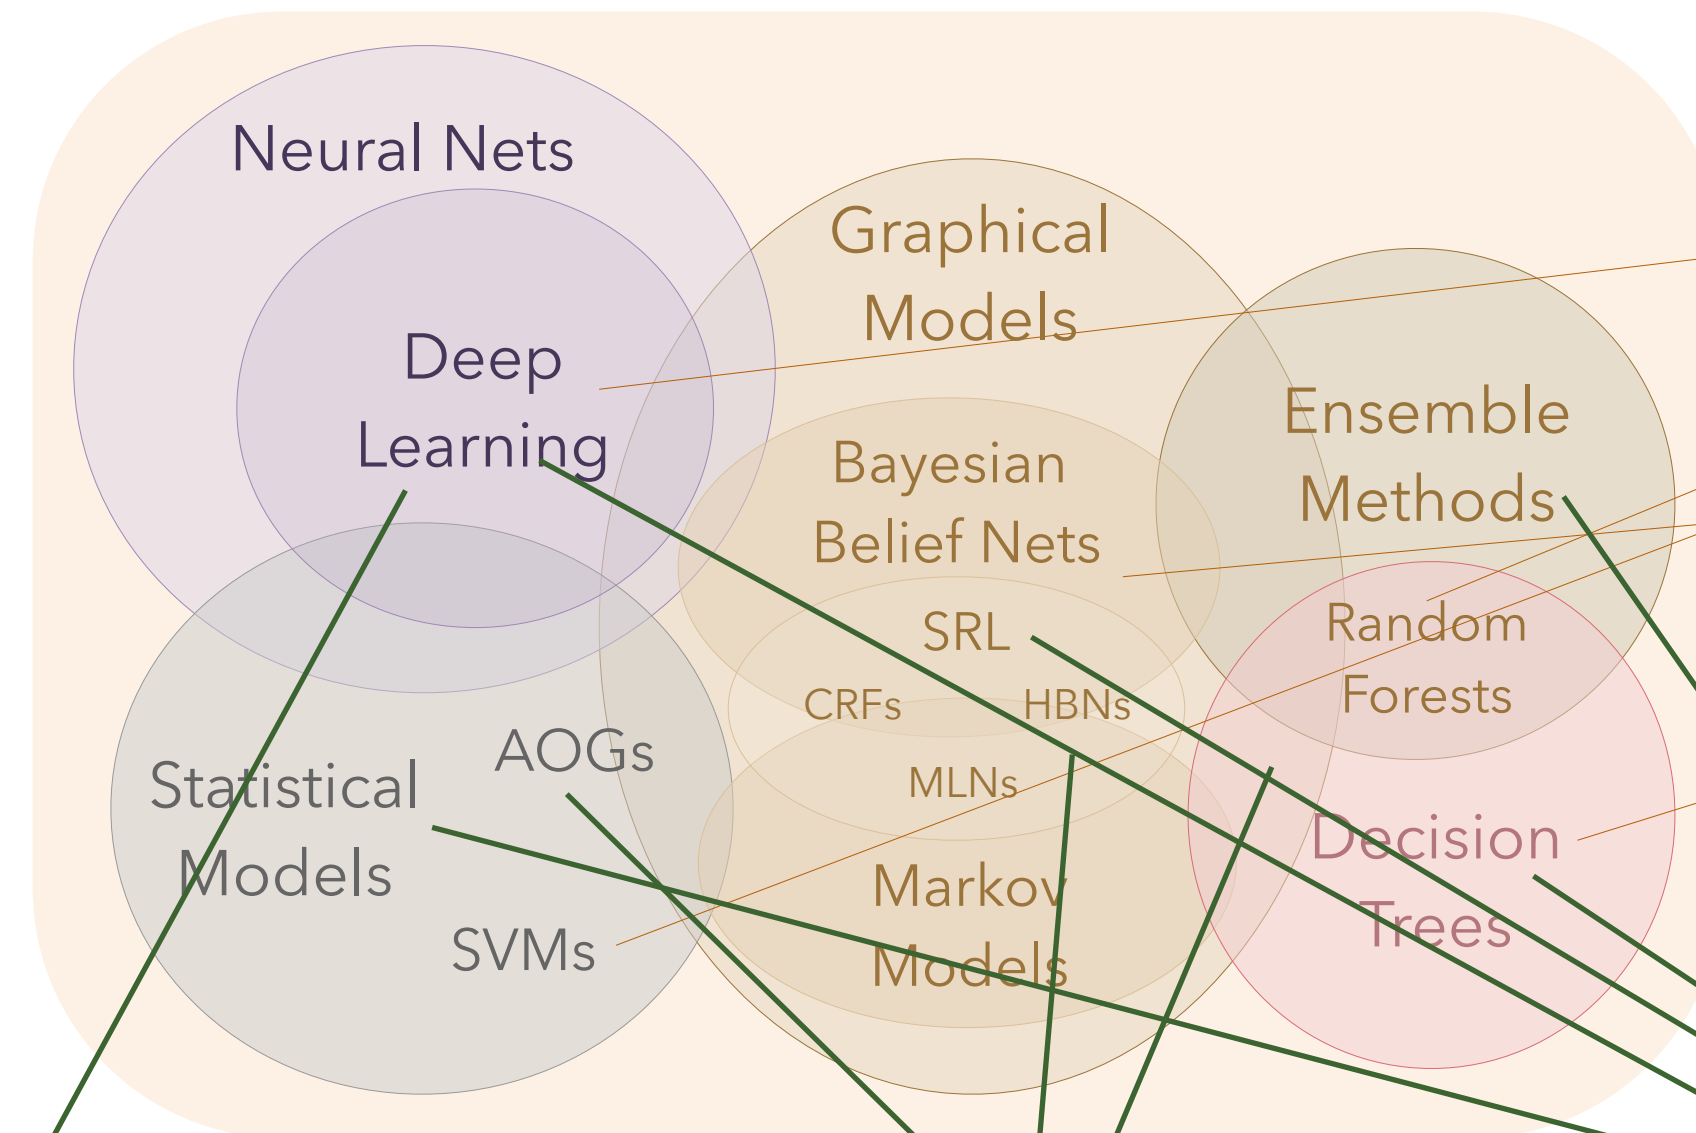 Neural Nets
Deep
Learning
Graphical
Models
Ensemble
Methods
Bayesian
Belief Nets
SRL
CRFs
HBNs
MLNs
Random
Forests
Statistical
Models
AOGs
SVMs
Markov
Models
Decision
Trees